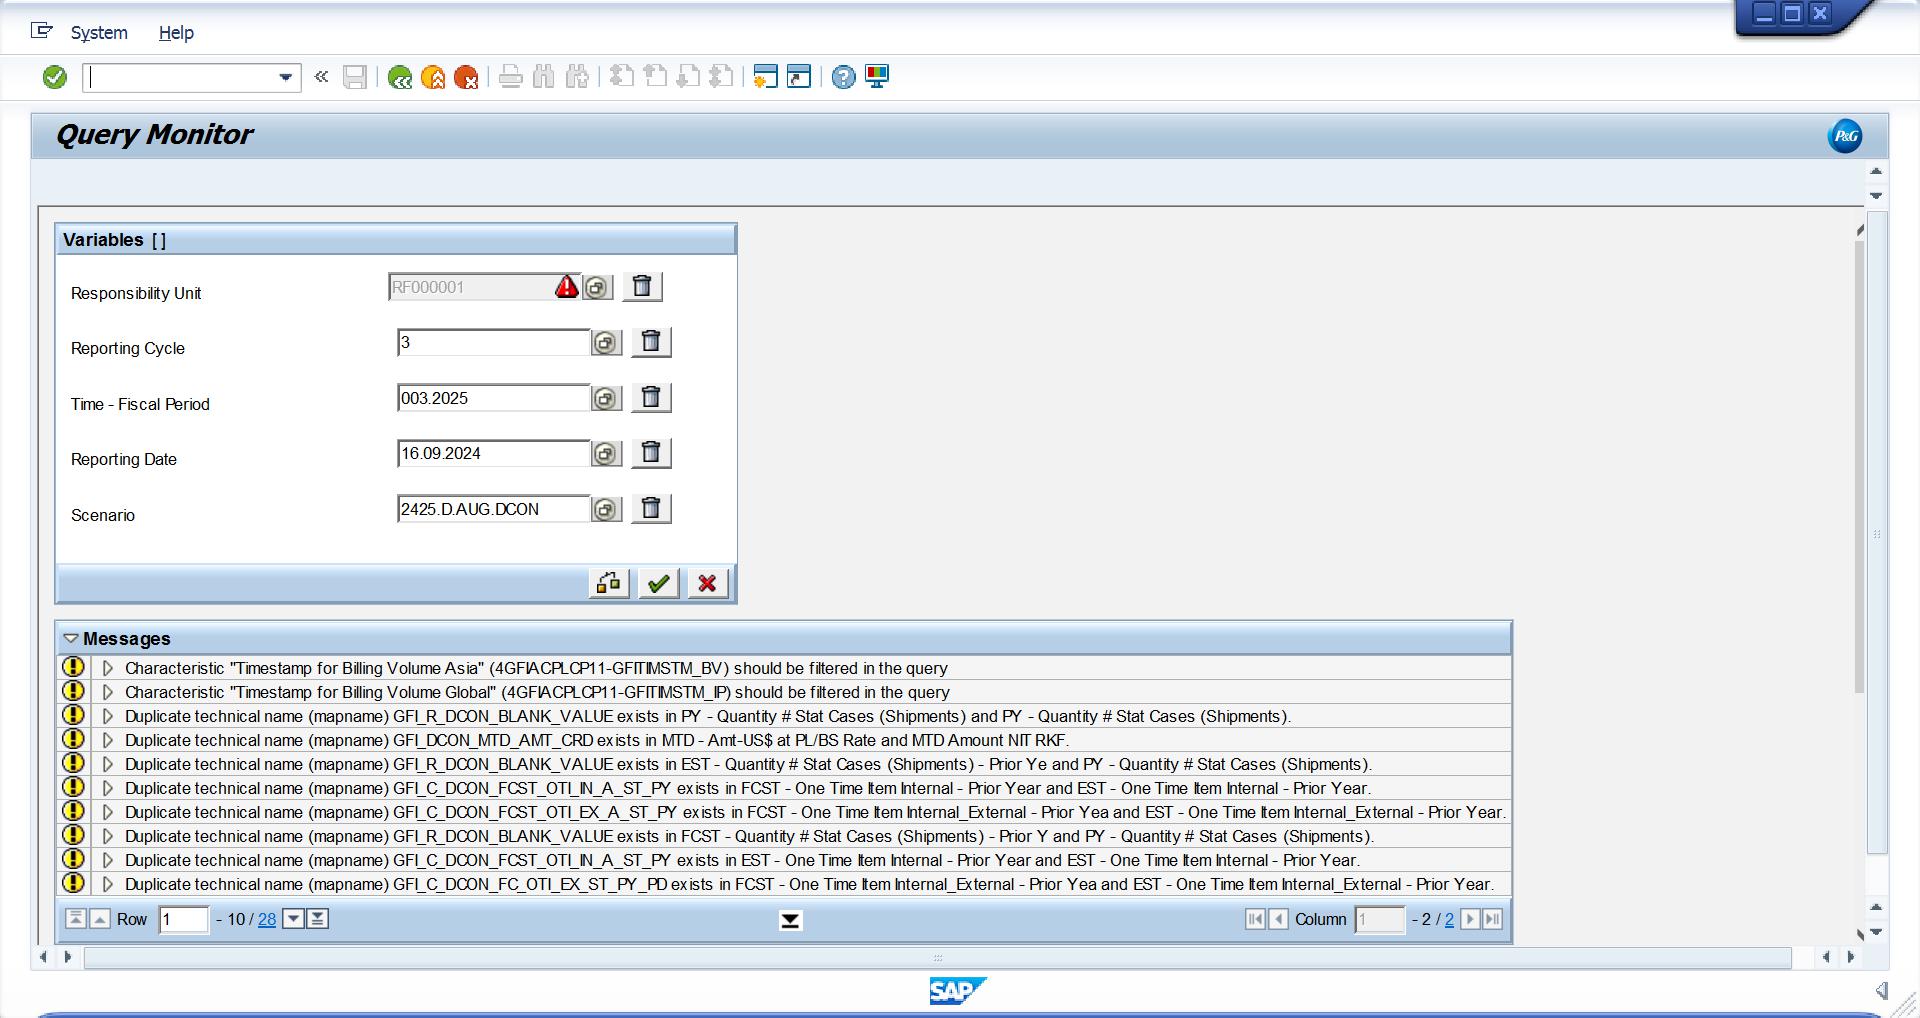 System Help
Query Monitor
P&G
Variables [ ]
Responsibility Unit RF000001
Reporting Cycle 3
Time - Fiscal Period 003.2025
Reporting Date 16.09.2024
Scenario 2425.D.AUG.DCON
Messages
Characteristic "Timestamp for Billing Volume Asia" (4GFIACPLCP11-GFITIMSTM_BV) should be filtered in the query
Characteristic "Timestamp for Billing Volume Global" (4GFIACPLCP11-GFITIMSTM_IP) should be filtered in the query
Duplicate technical name (mapname) GFI_R_DCON_BLANK_VALUE exists in PY - Quantity # Stat Cases (Shipments) and PY - Quantity # Stat Cases (Shipments).
Duplicate technical name (mapname) GFI_DCON_MTD_AMT_CRD exists in MTD - Amt-US$ at PL/BS Rate and MTD Amount NIT RKF.
Duplicate technical name (mapname) GFI_R_DCON_BLANK_VALUE exists in EST - Quantity # Stat Cases (Shipments) - Prior Ye and PY - Quantity # Stat Cases (Shipments).
Duplicate technical name (mapname) GFI_C_DCON_FCST_OTI_IN_A_ST_PY exists in FCST - One Time Item Internal - Prior Year and EST - One Time Item Internal - Prior Year.
Duplicate technical name (mapname) GFI_C_DCON_FCST_OTI_EX_A_ST_PY exists in FCST - One Time Item Internal_External - Prior Yea and EST - One Time Item Internal_External - Prior Year.
Duplicate technical name (mapname) GFI_R_DCON_BLANK_VALUE exists in FCST - Quantity # Stat Cases (Shipments) - Prior Y and PY - Quantity # Stat Cases (Shipments).
Duplicate technical name (mapname) GFI_C_DCON_FCST_OTI_IN_A_ST_PY exists in EST - One Time Item Internal - Prior Year and EST - One Time Item Internal - Prior Year.
Duplicate technical name (mapname) GFI_C_DCON_FC_OTI_EX_ST_PY_PD exists in FCST - One Time Item Internal_External - Prior Yea and EST - One Time Item Internal_External - Prior Year.
Row 1 - 10 / 28 Column 1 - 2 / 2
SAP